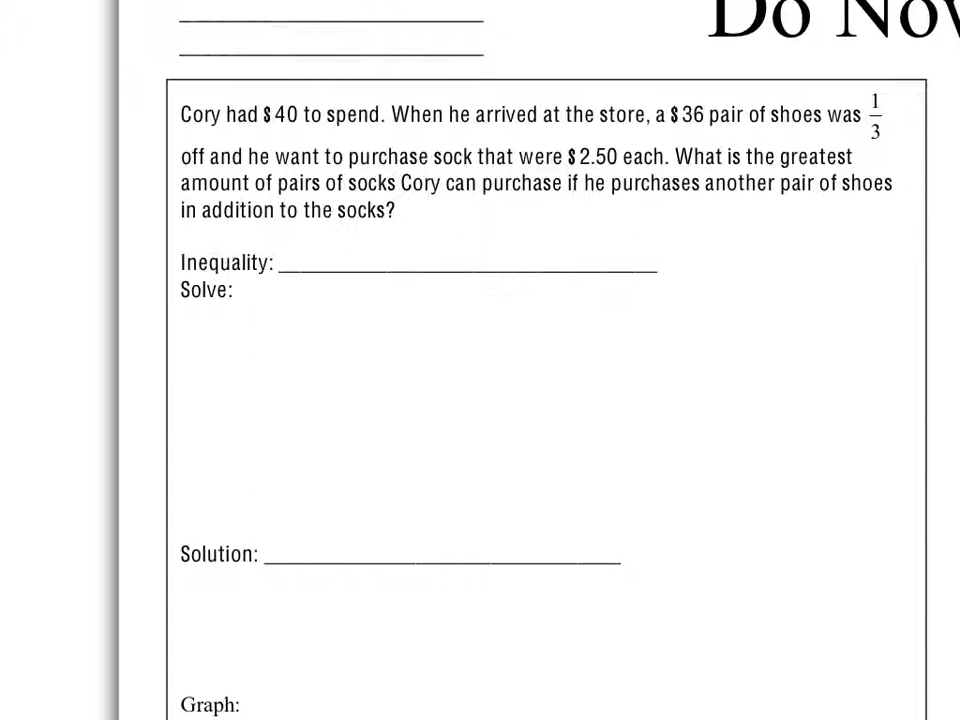 Do Now
Cory had $40 to spend. When he arrived at the store, a $36 pair of shoes was 1/3
off and he want to purchase sock that were $2.50 each. What is the greatest
amount of pairs of socks Cory can purchase if he purchases another pair of shoes
in addition to the socks?
Inequality: ___________________________________
Solve:
Solution: _________________________________
Graph: